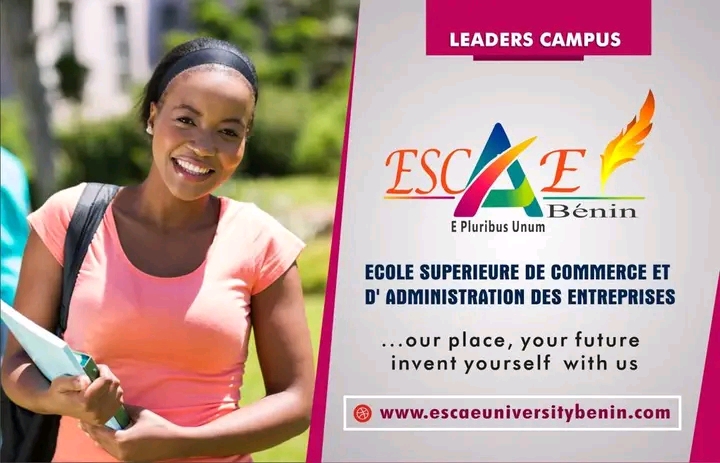 LEADERS CAMPUS
ESCAE
Bénin
E Pluribus Unum
ECOLE SUPERIEURE DE COMMERCE ET
D' ADMINISTRATION DES ENTREPRISES
...our place, your future
invent yourself with us
www.escaeuniversitybenin.com